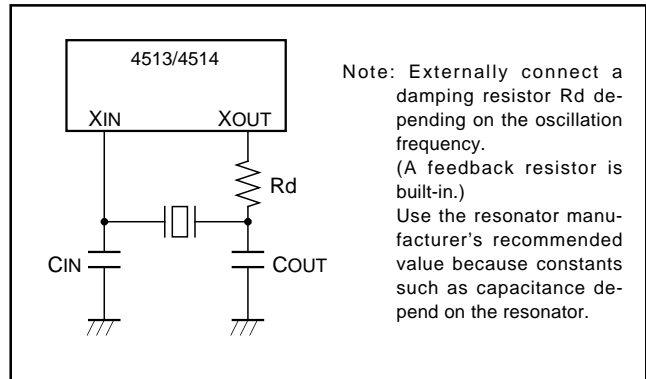 4513/4514
XIN
XOUT
Rd
CIN
COUT
Note: Externally connect a
damping resistor Rd de-
pending on the oscillation
frequency.
(A feedback resistor is
built-in.)
Use the resonator manu-
facturer's recommended
value because constants
such as capacitance de-
pend on the resonator.